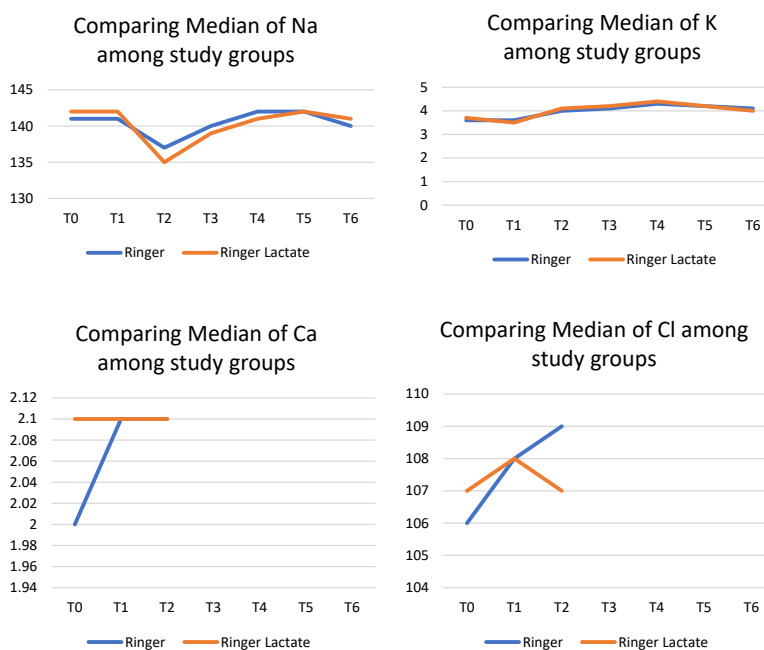 Comparing Median of Na
among study groups
145
140
135
130
T0 T1 T2 T3 T4 T5 T6
Ringer Ringer Lactate
Comparing Median of K
among study groups
5
4
3
2
1
0
T0 T1 T2 T3 T4 T5 T6
Ringer Ringer Lactate
Comparing Median of Ca
among study groups
2.12
2.1
2.08
2.06
2.04
2.02
2
1.98
1.96
1.94
T0 T1 T2 T3 T4 T5 T6
Ringer Ringer Lactate
Comparing Median of Cl among
study groups
110
109
108
107
106
105
104
T0 T1 T2 T3 T4 T5 T6
Ringer Ringer Lactate